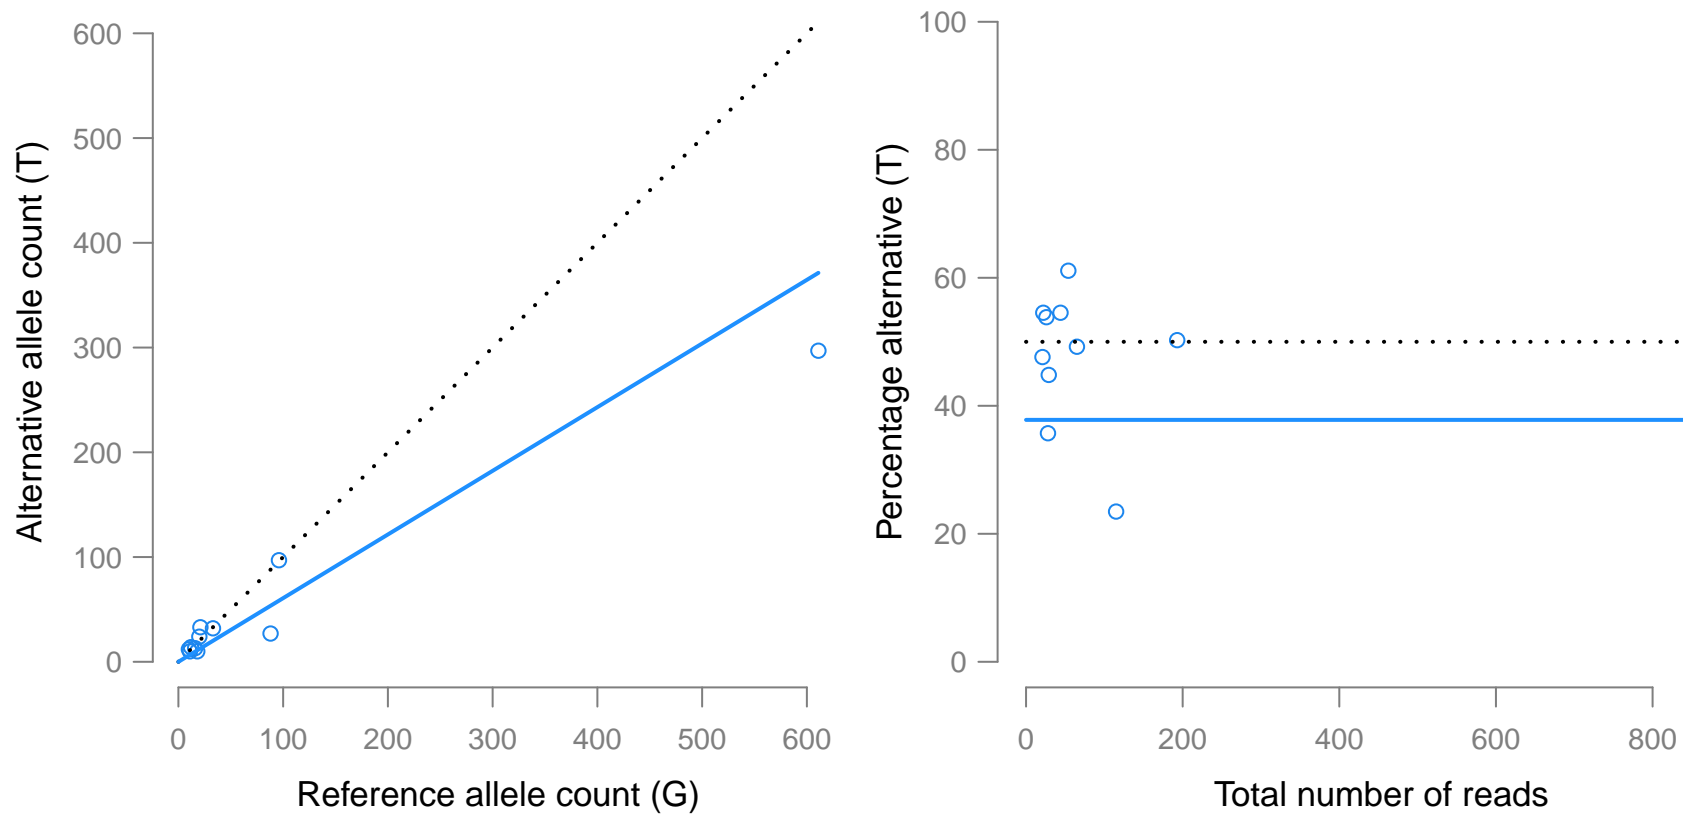 Alternative allele count (T)
600
500
400
300
200
100
0
0 100 200 300 400 500 600
Reference allele count (G)
Percentage alternative (T)
100
80
60
40
20
0
0 200 400 600 800
Total number of reads